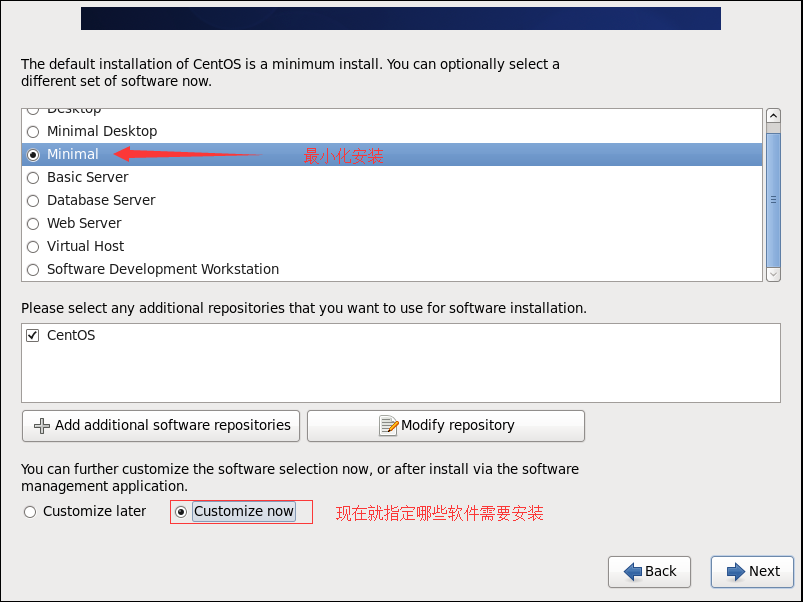 The default installation of CentOS is a minimum install. You can optionally select a
different set of software now.
Desktop
Minimal Desktop
Minimal
最小化安装
Basic Server
Database Server
Web Server
Virtual Host
Software Development Workstation
Please select any additional repositories that you want to use for software installation.
CentOS
Add additional software repositories
Modify repository
You can further customize the software selection now, or after install via the software
management application.
Customize later
Customize now
现在就指定哪些软件需要安装
Back
Next